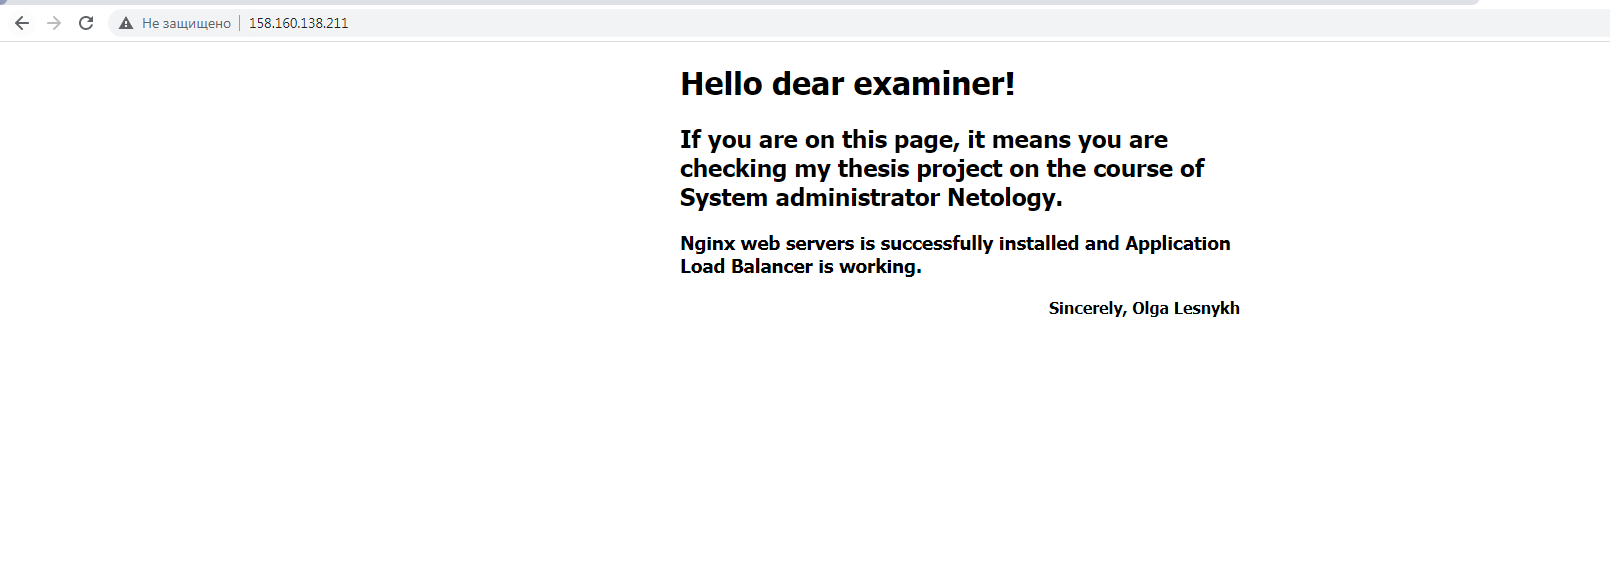 Не защищено 158.160.138.211
Hello dear examiner!
If you are on this page, it means you are
checking my thesis project on the course of
System administrator Netology.
Nginx web servers is successfully installed and Application
Load Balancer is working.
Sincerely, Olga Lesnykh